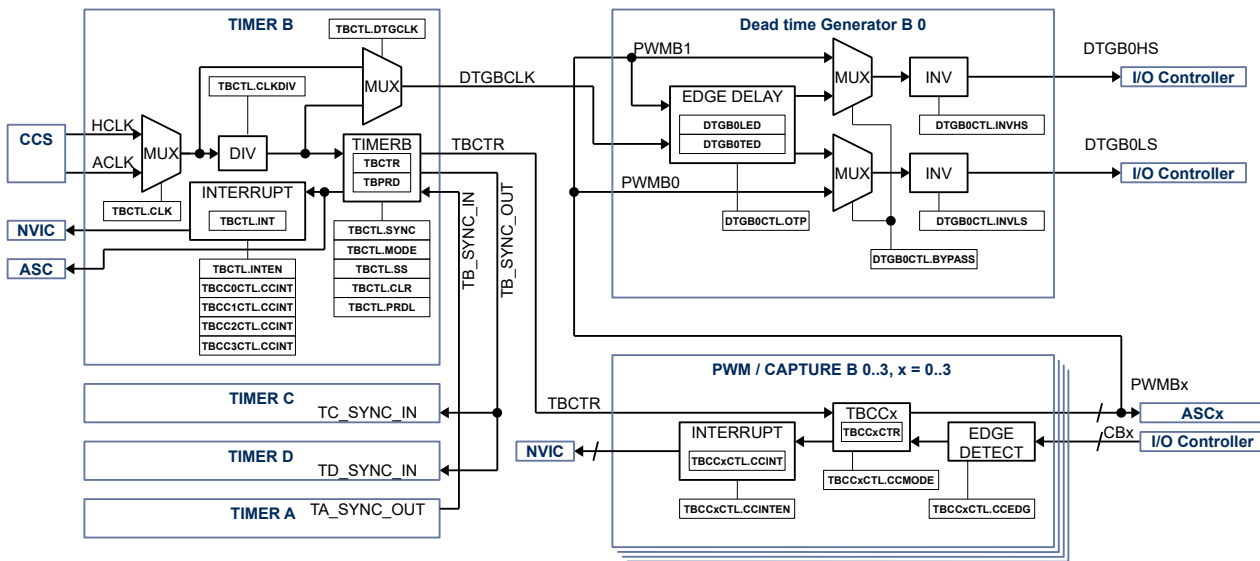 TIMER B
TBCTL.DTGCLK
MUX
DTGBCLK
TBCTL.CLKDIV
CCS
HCLK
ACLK
MUX
DIV
TIMERB
TBCTR
TBPRD
TBCTR
INTERRUPT
TBCTL.INT
TBCTL.CLK
NVIC
ASC
TBCTL.INTEN
TBCC0CTL.CCINT
TBCC1CTL.CCINT
TBCC2CTL.CCINT
TBCC3CTL.CCINT
TBCTL.SYNC
TBCTL.MODE
TBCTL.SS
TBCTL.CLR
TBCTL.PRDL
TB_SYNC_IN
TB_SYNC_OUT
TIMER C
TC_SYNC_IN
TIMER D
TD_SYNC_IN
TIMER A
TA_SYNC_OUT
Dead time Generator B 0
PWMB1
EDGE DELAY
DTGB0LED
DTGB0TED
PWMB0
DTGB0CTL.OTP
MUX
INV
DTGB0CTL.INVHS
DTGB0HS
I/O Controller
MUX
INV
DTGB0CTL.INVLS
DTGB0LS
I/O Controller
DTGB0CTL.BYPASS
PWM / CAPTURE B 0..3, x = 0..3
TBCTR
TBCCx
TBCCxCTR
TBCCxCTL.CCMODE
INTERRUPT
TBCCxCTL.CCINT
TBCCxCTL.CCINTEN
NVIC
EDGE
DETECT
TBCCxCTL.CCEDG
PWMBx
ASCx
CBx
I/O Controller